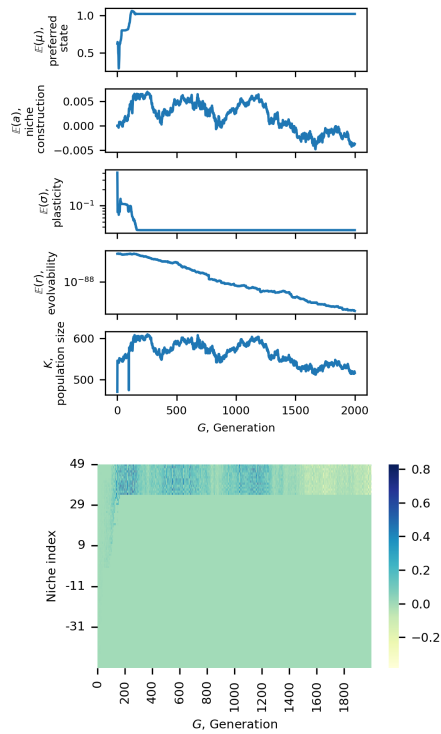 𝔼(μ),
preferred
state
1.0
0.5
𝔼(a),
niche
construction
0.005
0.000
−0.005
𝔼(σ),
plasticity
10⁻¹
𝔼(r),
evolvability
10⁻⁸⁸
K,
population size
600
500
0 500 1000 1500 2000
G, Generation
Niche index
49
29
9
-11
-31
0 200 400 600 800 1000 1200 1400 1600 1800
G, Generation
0.8
0.6
0.4
0.2
0.0
−0.2